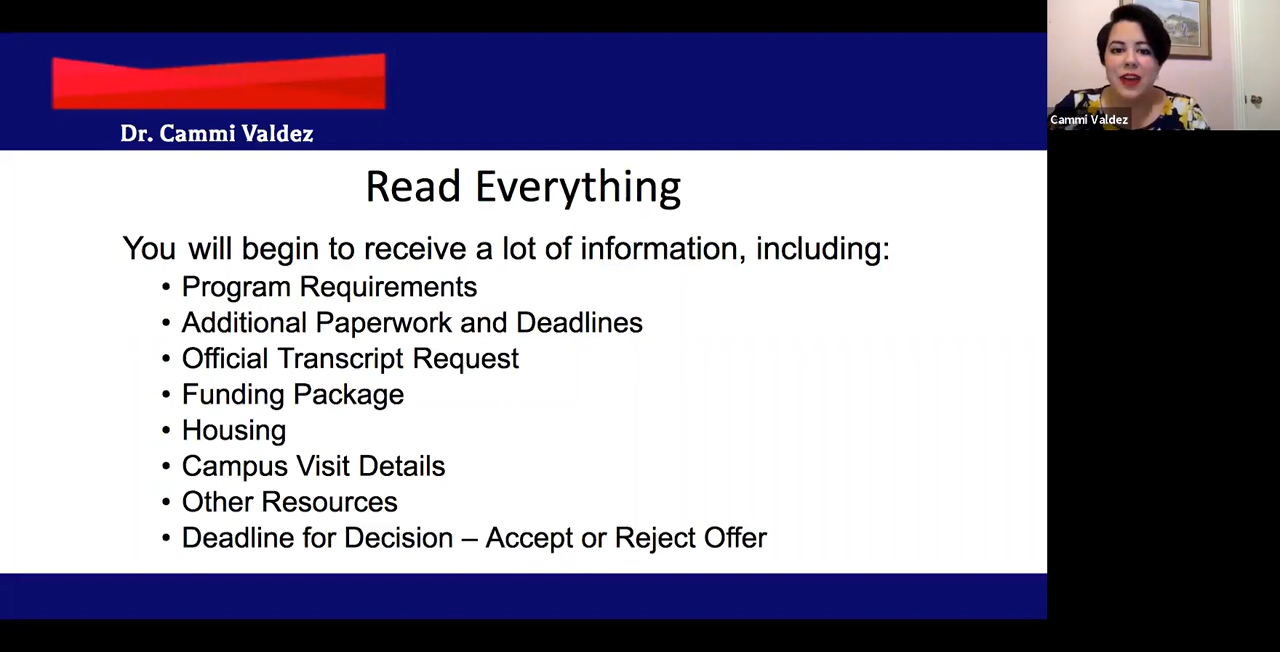 Dr. Cammi Valdez
Cammi Valdez
Read Everything
You will begin to receive a lot of information, including:
• Program Requirements
• Additional Paperwork and Deadlines
• Official Transcript Request
• Funding Package
• Housing
• Campus Visit Details
• Other Resources
• Deadline for Decision – Accept or Reject Offer